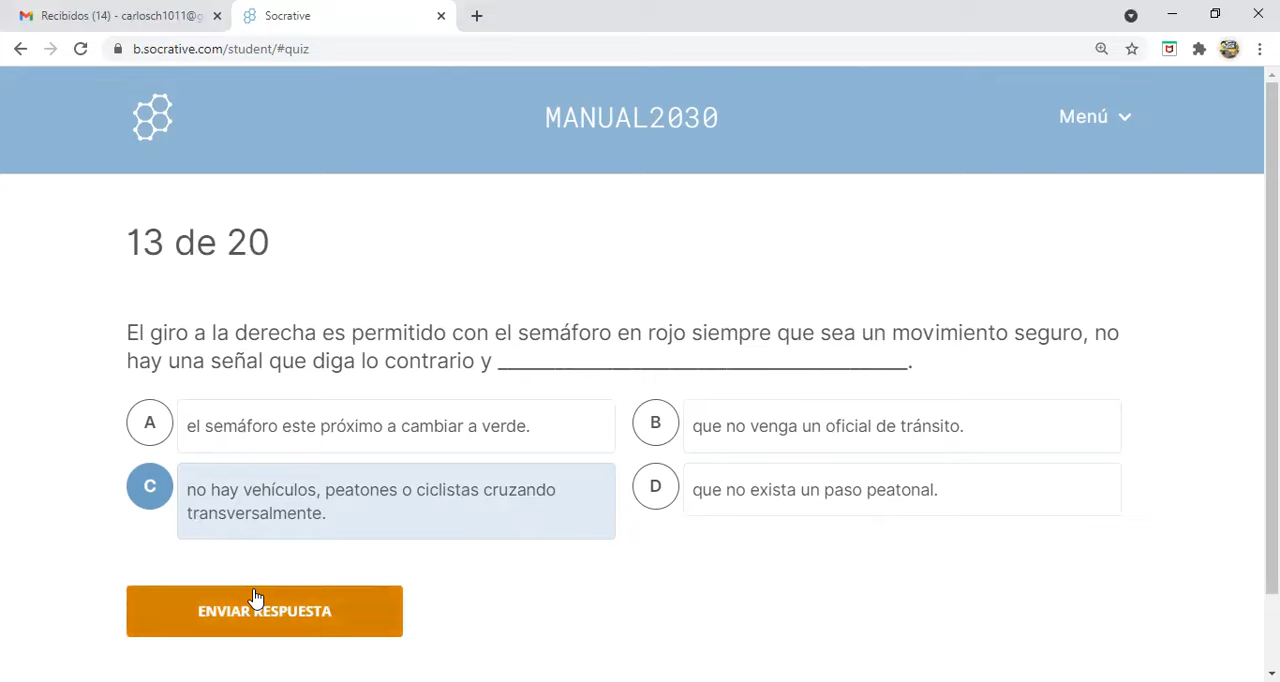 Recibidos (14) - carlosch1011@g
Socrative
b.socrative.com/student/#quiz
MANUAL2030
Menú
13 de 20
El giro a la derecha es permitido con el semáforo en rojo siempre que sea un movimiento seguro, no
hay una señal que diga lo contrario y ___________________________________.
A
el semáforo este próximo a cambiar a verde.
B
que no venga un oficial de tránsito.
C
no hay vehículos, peatones o ciclistas cruzando
transversalmente.
D
que no exista un paso peatonal.
ENVIAR RESPUESTA